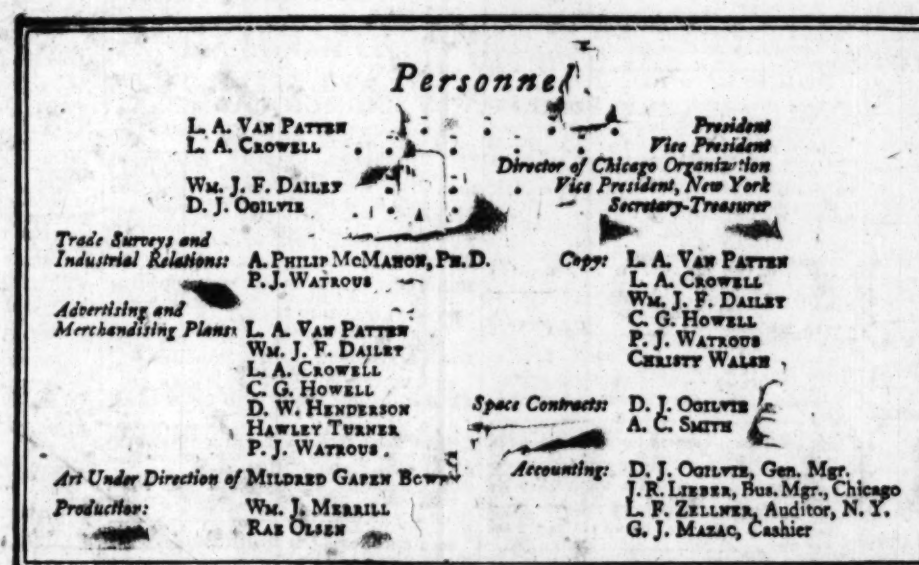 Personnel
L. A. VAN PATTEN President
L. A. CROWELL Vice President
Director of Chicago Organization
WM. J. F. DAILEY Vice President, New York
D. J. OGILVIE Secretary-Treasurer
Trade Surveys and
Industrial Relations: A. PHILIP MCMAHON, PH. D.
P. J. WATROUS
Advertising and
Merchandising Plans: L. A. VAN PATTEN
WM. J. F. DAILEY
L. A. CROWELL
C. G. HOWELL
D. W. HENDERSON
HAWLEY TURNER
P. J. WATROUS
Art Under Direction of MILDRED GAPEN
Production: WM. J. MERRILL
RAE OLSEN
Copy: L. A. VAN PATTEN
L. A. CROWELL
WM. J. F. DAILEY
C. G. HOWELL
P. J. WATROUS
CHRISTY WALSH
Space Contracts: D. J. OGILVIE
A. C. SMITH
Accounting: D. J. OGILVIE, Gen. Mgr.
J. R. LIEBER, Bus. Mgr., Chicago
L. F. ZELLNER, Auditor, N. Y.
G. J. MAZAC, Cashier